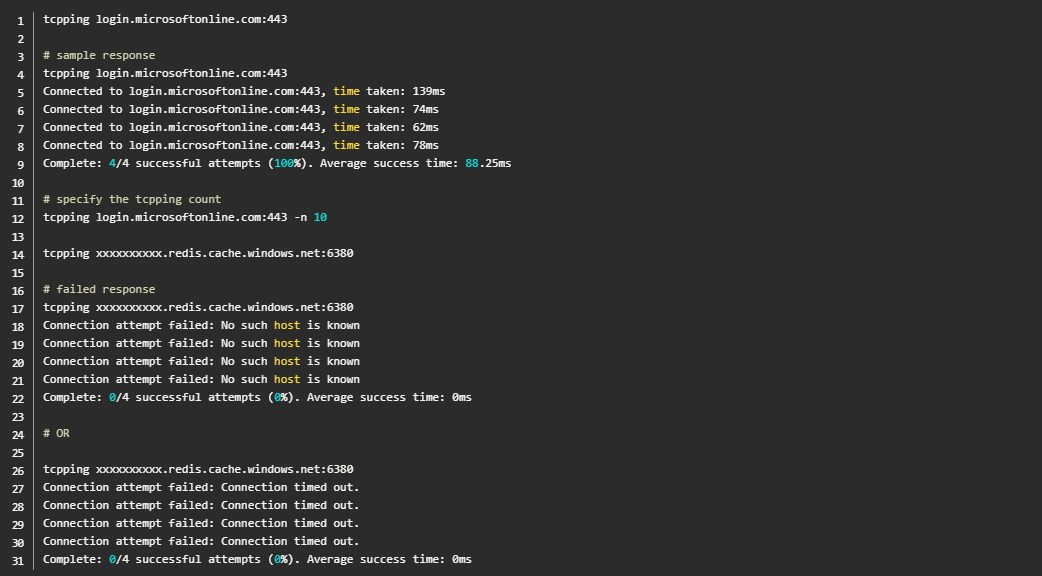 1 tcpping login.microsoftonline.com:443
2
3 # sample response
4 tcpping login.microsoftonline.com:443
5 Connected to login.microsoftonline.com:443, time taken: 139ms
6 Connected to login.microsoftonline.com:443, time taken: 74ms
7 Connected to login.microsoftonline.com:443, time taken: 62ms
8 Connected to login.microsoftonline.com:443, time taken: 78ms
9 Complete: 4/4 successful attempts (100%). Average success time: 88.25ms
10
11 # specify the tcpping count
12 tcpping login.microsoftonline.com:443 -n 10
13
14 tcpping xxxxxxxxxx.redis.cache.windows.net:6380
15
16 # failed response
17 tcpping xxxxxxxxxx.redis.cache.windows.net:6380
18 Connection attempt failed: No such host is known
19 Connection attempt failed: No such host is known
20 Connection attempt failed: No such host is known
21 Connection attempt failed: No such host is known
22 Complete: 0/4 successful attempts (0%). Average success time: 0ms
23
24 # OR
25
26 tcpping xxxxxxxxxx.redis.cache.windows.net:6380
27 Connection attempt failed: Connection timed out.
28 Connection attempt failed: Connection timed out.
29 Connection attempt failed: Connection timed out.
30 Connection attempt failed: Connection timed out.
31 Complete: 0/4 successful attempts (0%). Average success time: 0ms